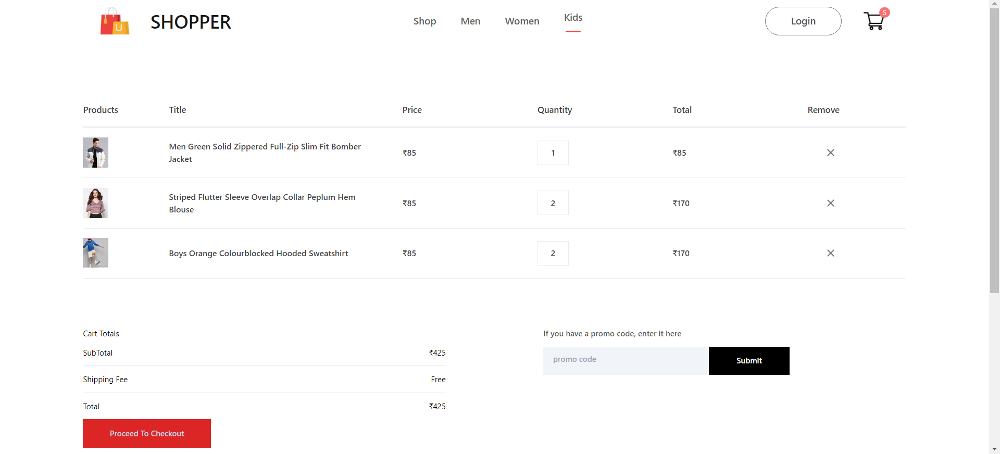 U
SHOPPER
Shop Men Women Kids
Login
5
Products Title Price Quantity Total Remove
Men Green Solid Zippered Full-Zip Slim Fit Bomber
Jacket
₹85 1 ₹85
Striped Flutter Sleeve Overlap Collar Peplum Hem
Blouse
₹85 2 ₹170
Boys Orange Colourblocked Hooded Sweatshirt ₹85 2 ₹170
Cart Totals
SubTotal ₹425
Shipping Fee Free
Total ₹425
Proceed To Checkout
If you have a promo code, enter it here
promo code Submit